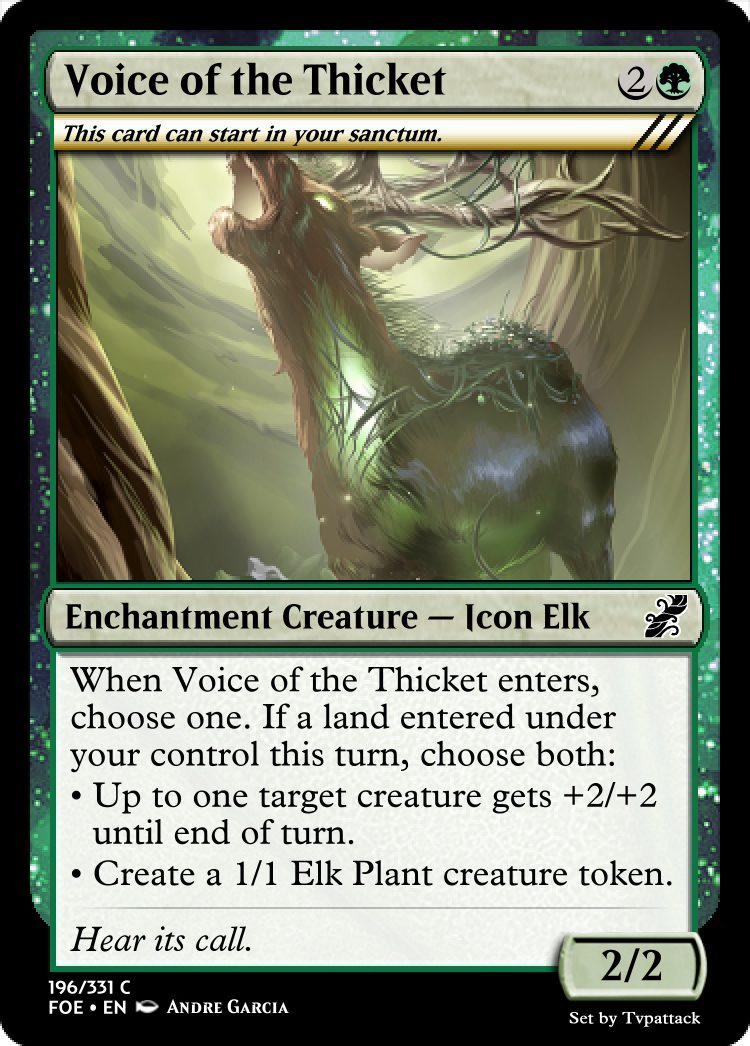 Voice of the Thicket 2
This card can start in your sanctum.
Enchantment Creature — Icon Elk
When Voice of the Thicket enters,
choose one. If a land entered under
your control this turn, choose both:
• Up to one target creature gets +2/+2
until end of turn.
• Create a 1/1 Elk Plant creature token.
Hear its call.
2/2
196/331 C
FOE • EN Andre Garcia
Set by Tvpattack